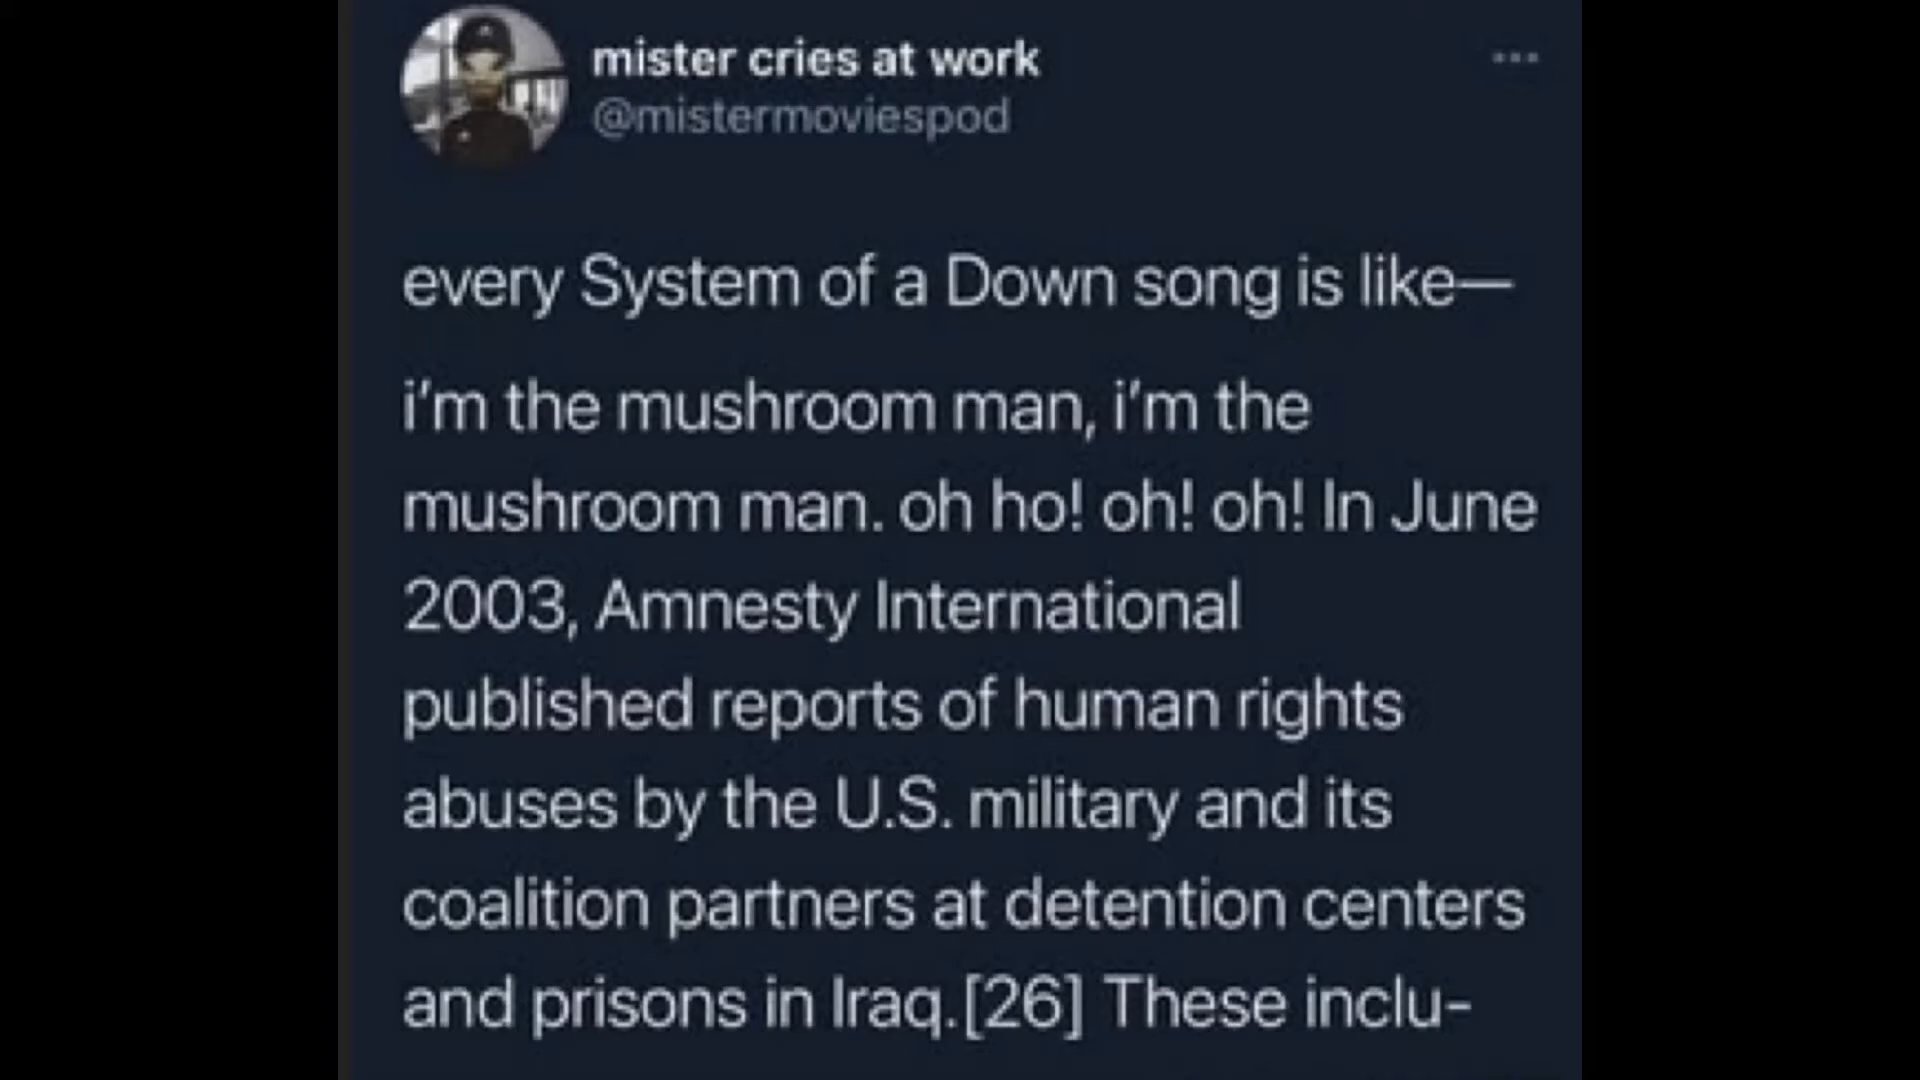 mister cries at work
@mistermoviespod
every System of a Down song is like—
i'm the mushroom man, i'm the
mushroom man. oh ho! oh! oh! In June
2003, Amnesty International
published reports of human rights
abuses by the U.S. military and its
coalition partners at detention centers
and prisons in Iraq.[26] These inclu-